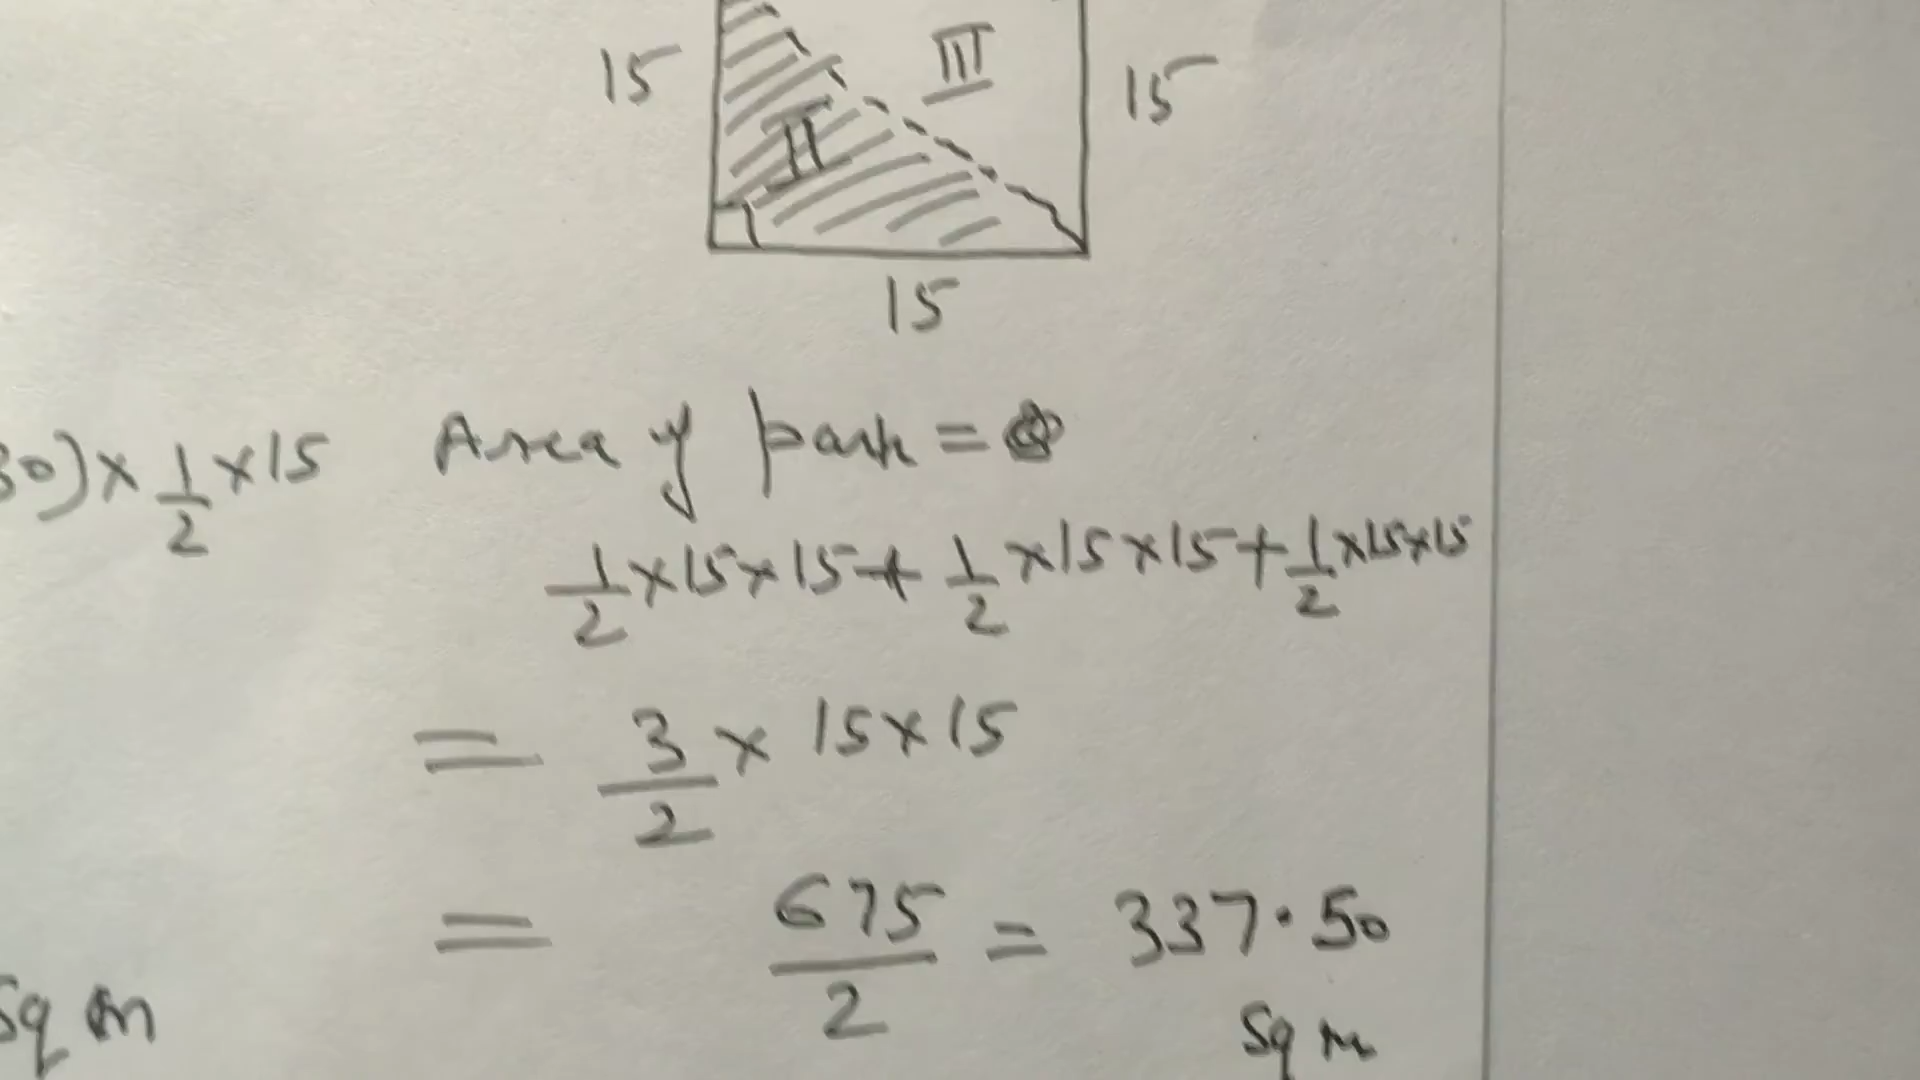 15 III 15
II
15
30) × 1/2 × 15 Area of park =
1/2 × 15 × 15 + 1/2 × 15 × 15 + 1/2 × 15 × 15
= 3/2 × 15 × 15
= 675/2 = 337.50
Sq m Sq m